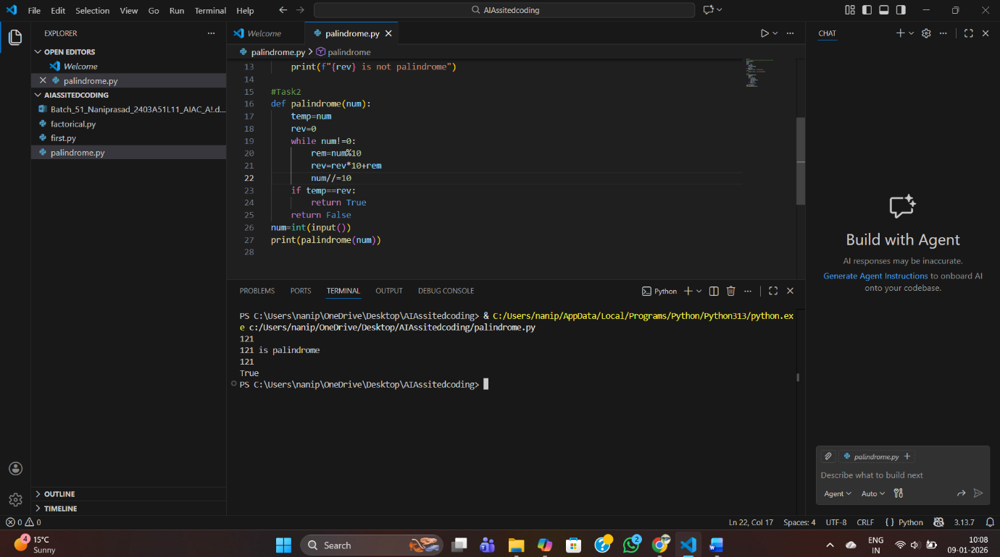 File Edit Selection View Go Run Terminal Help
AIAssitedcoding
EXPLORER
OPEN EDITORS
Welcome
palindrome.py
AIASSITEDCODING
Batch_51_Naniprasad_2403A51L11_AIAC_A!.d...
factorical.py
first.py
palindrome.py
OUTLINE
TIMELINE
Welcome palindrome.py
palindrome.py > palindrome
13 print(f"{rev} is not palindrome")
14
15 #Task2
16 def palindrome(num):
17 temp=num
18 rev=0
19 while num!=0:
20 rem=num%10
21 rev=rev*10+rem
22 num//=10
23 if temp==rev:
24 return True
25 return False
26 num=int(input())
27 print(palindrome(num))
28
PROBLEMS PORTS TERMINAL OUTPUT DEBUG CONSOLE
Python
PS C:\Users\nanip\OneDrive\Desktop\AIAssitedcoding> & C:/Users/nanip/AppData/Local/Programs/Python/Python313/python.ex
e c:/Users/nanip/OneDrive/Desktop/AIAssitedcoding/palindrome.py
121
121 is palindrome
121
True
PS C:\Users\nanip\OneDrive\Desktop\AIAssitedcoding>
CHAT
Build with Agent
AI responses may be inaccurate.
Generate Agent Instructions to onboard AI
onto your codebase.
palindrome.py
Describe what to build next
Agent Auto
0 0
Ln 22, Col 17 Spaces: 4 UTF-8 CRLF { } Python 3.13.7
4
15°C
Sunny
Search
2
ENG
IN
10:08
09-01-2026